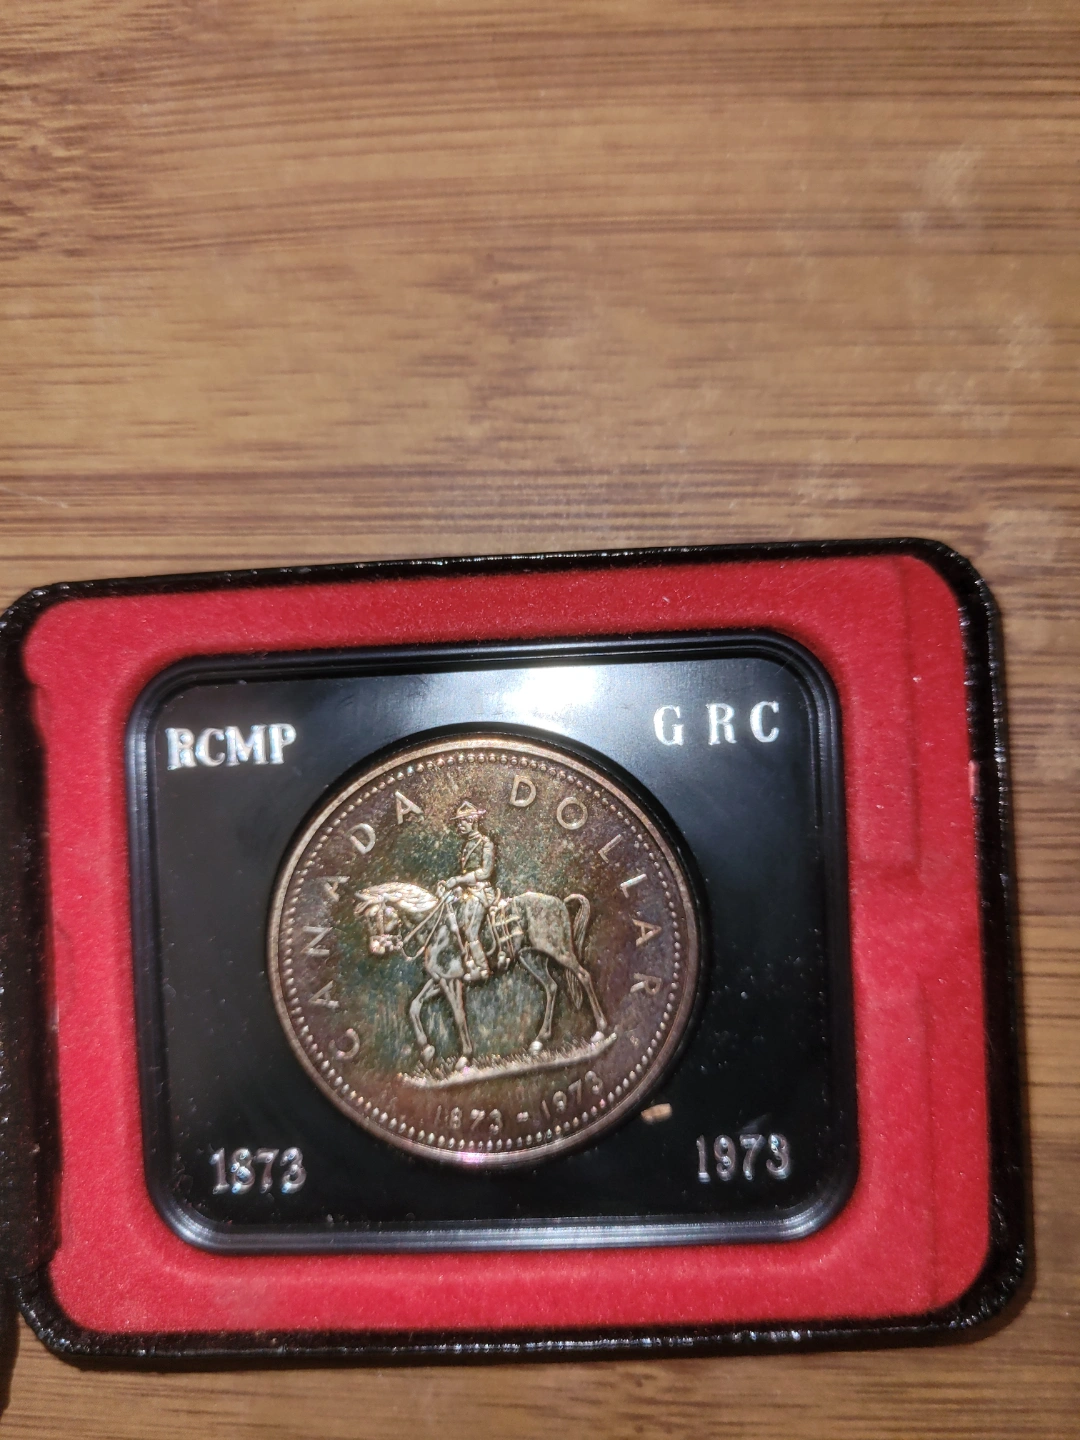 RCMP
GRC
CANADA DOLLAR
1873-1973
1873
1973